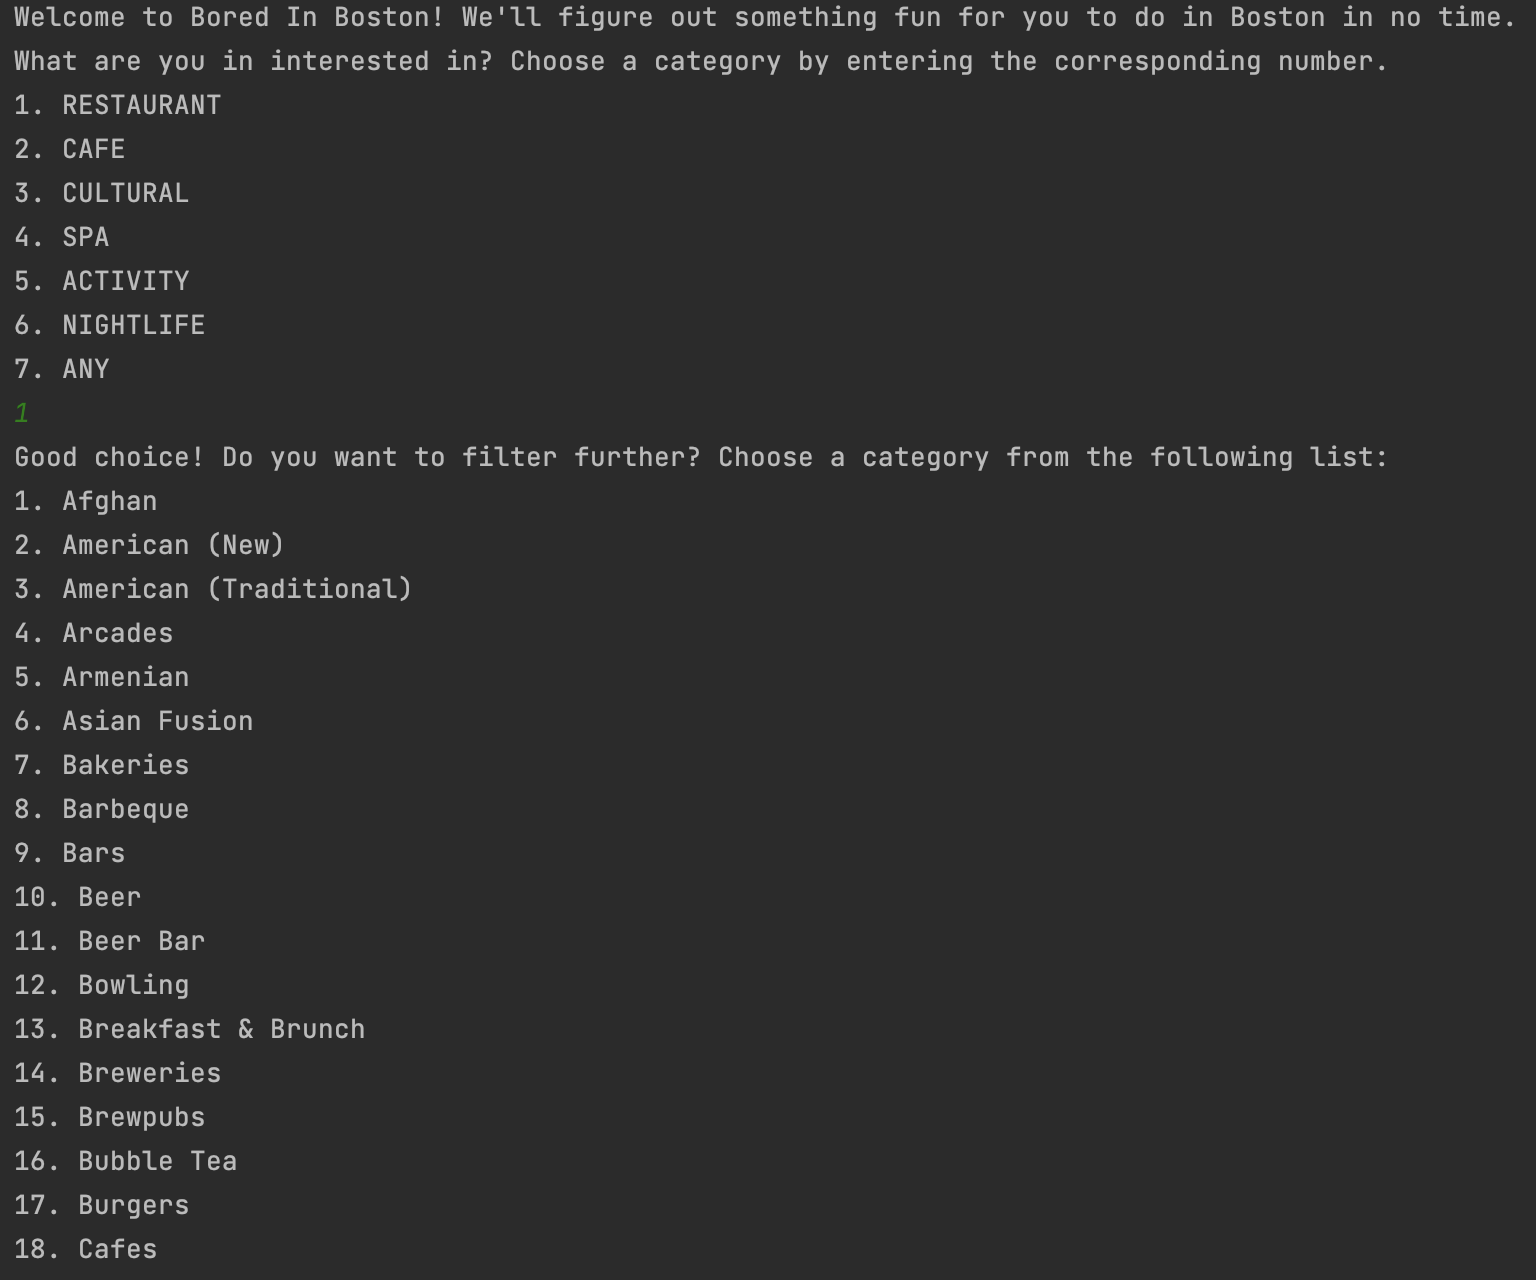 Welcome to Bored In Boston! We'll figure out something fun for you to do in Boston in no time.
What are you in interested in? Choose a category by entering the corresponding number.
1. RESTAURANT
2. CAFE
3. CULTURAL
4. SPA
5. ACTIVITY
6. NIGHTLIFE
7. ANY
1
Good choice! Do you want to filter further? Choose a category from the following list:
1. Afghan
2. American (New)
3. American (Traditional)
4. Arcades
5. Armenian
6. Asian Fusion
7. Bakeries
8. Barbeque
9. Bars
10. Beer
11. Beer Bar
12. Bowling
13. Breakfast & Brunch
14. Breweries
15. Brewpubs
16. Bubble Tea
17. Burgers
18. Cafes